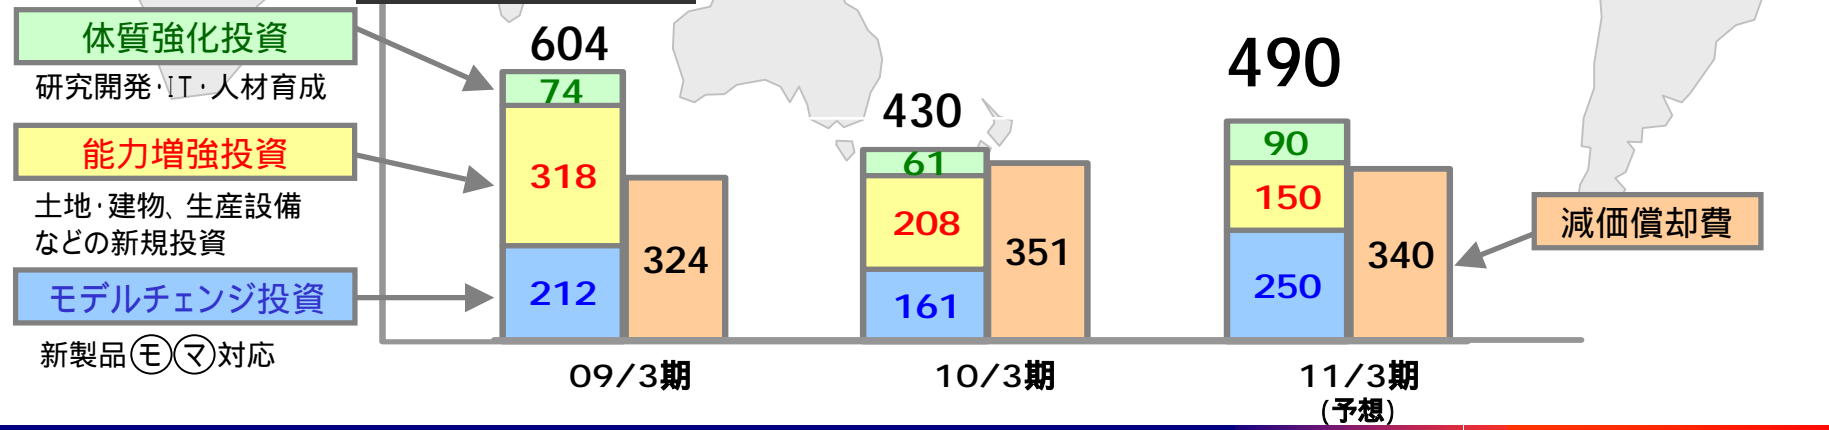 体質強化投資
研究開発･IT･人材育成
能力増強投資
土地･建物、生産設備
などの新規投資
モデルチェンジ投資
新製品㋲㋮対応
604
74
318
212
324
09/3期
430
61
208
161
351
10/3期
490
90
150
250
340
11/3期
(予想)
減価償却費